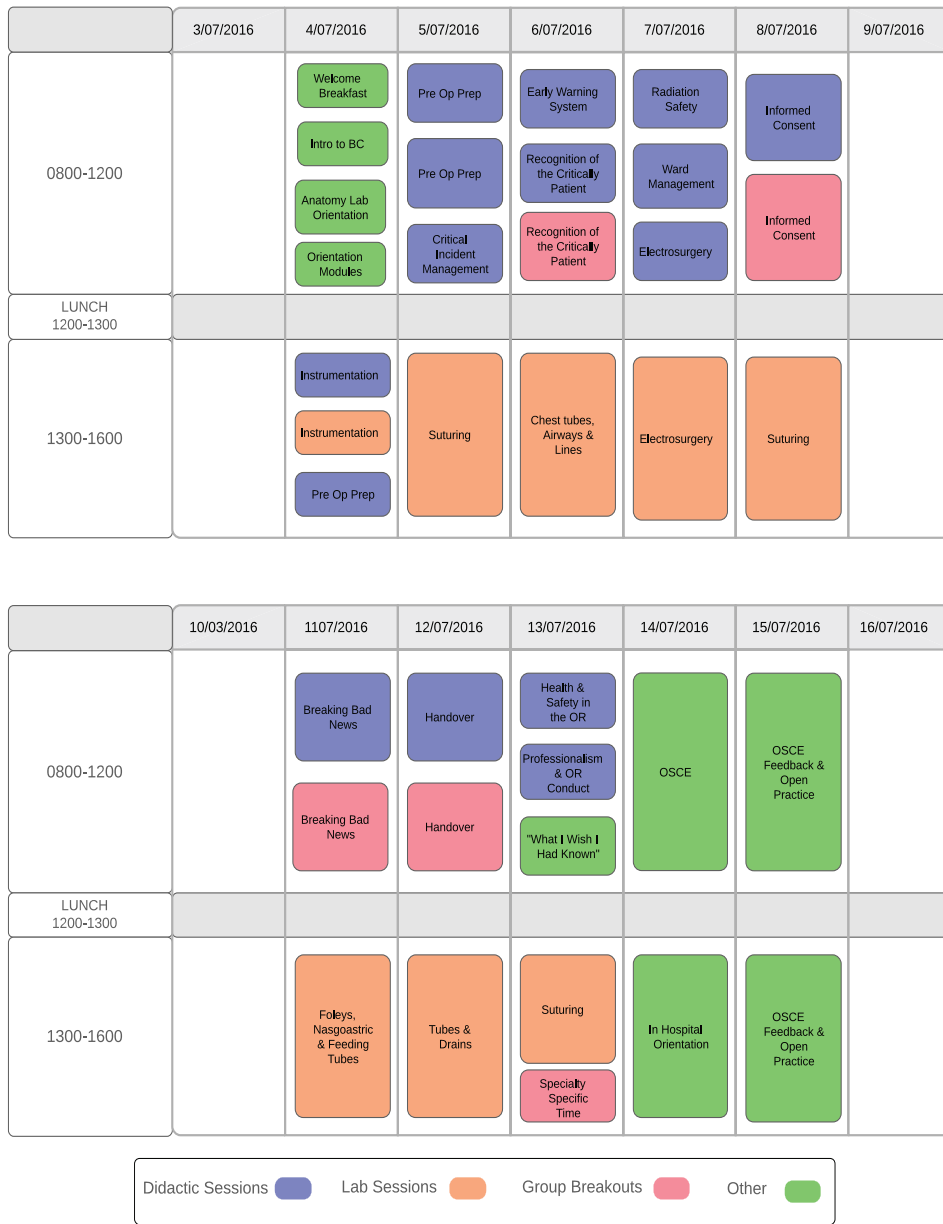 3/07/2016 4/07/2016 5/07/2016 6/07/2016 7/07/2016 8/07/2016 9/07/2016
0800-1200
Welcome
Breakfast
Intro to BC
Anatomy Lab
Orientation
Orientation
Modules
Pre Op Prep
Pre Op Prep
Critical
Incident
Management
Early Warning
System
Recognition of
the Critically
Patient
Recognition of
the Critically
Patient
Radiation
Safety
Ward
Management
Electrosurgery
Informed
Consent
Informed
Consent
LUNCH
1200-1300
1300-1600
Instrumentation
Instrumentation
Pre Op Prep
Suturing
Chest tubes,
Airways &
Lines
Electrosurgery
Suturing
10/03/2016 1107/2016 12/07/2016 13/07/2016 14/07/2016 15/07/2016 16/07/2016
0800-1200
Breaking Bad
News
Breaking Bad
News
Handover
Handover
Health &
Safety in
the OR
Professionalism
& OR
Conduct
"What I Wish I
Had Known"
OSCE
OSCE
Feedback &
Open
Practice
LUNCH
1200-1300
1300-1600
Foleys,
Nasgoastric
& Feeding
Tubes
Tubes &
Drains
Suturing
Specialty
Specific
Time
In Hospital
Orientation
OSCE
Feedback &
Open
Practice
Didactic Sessions Lab Sessions Group Breakouts Other